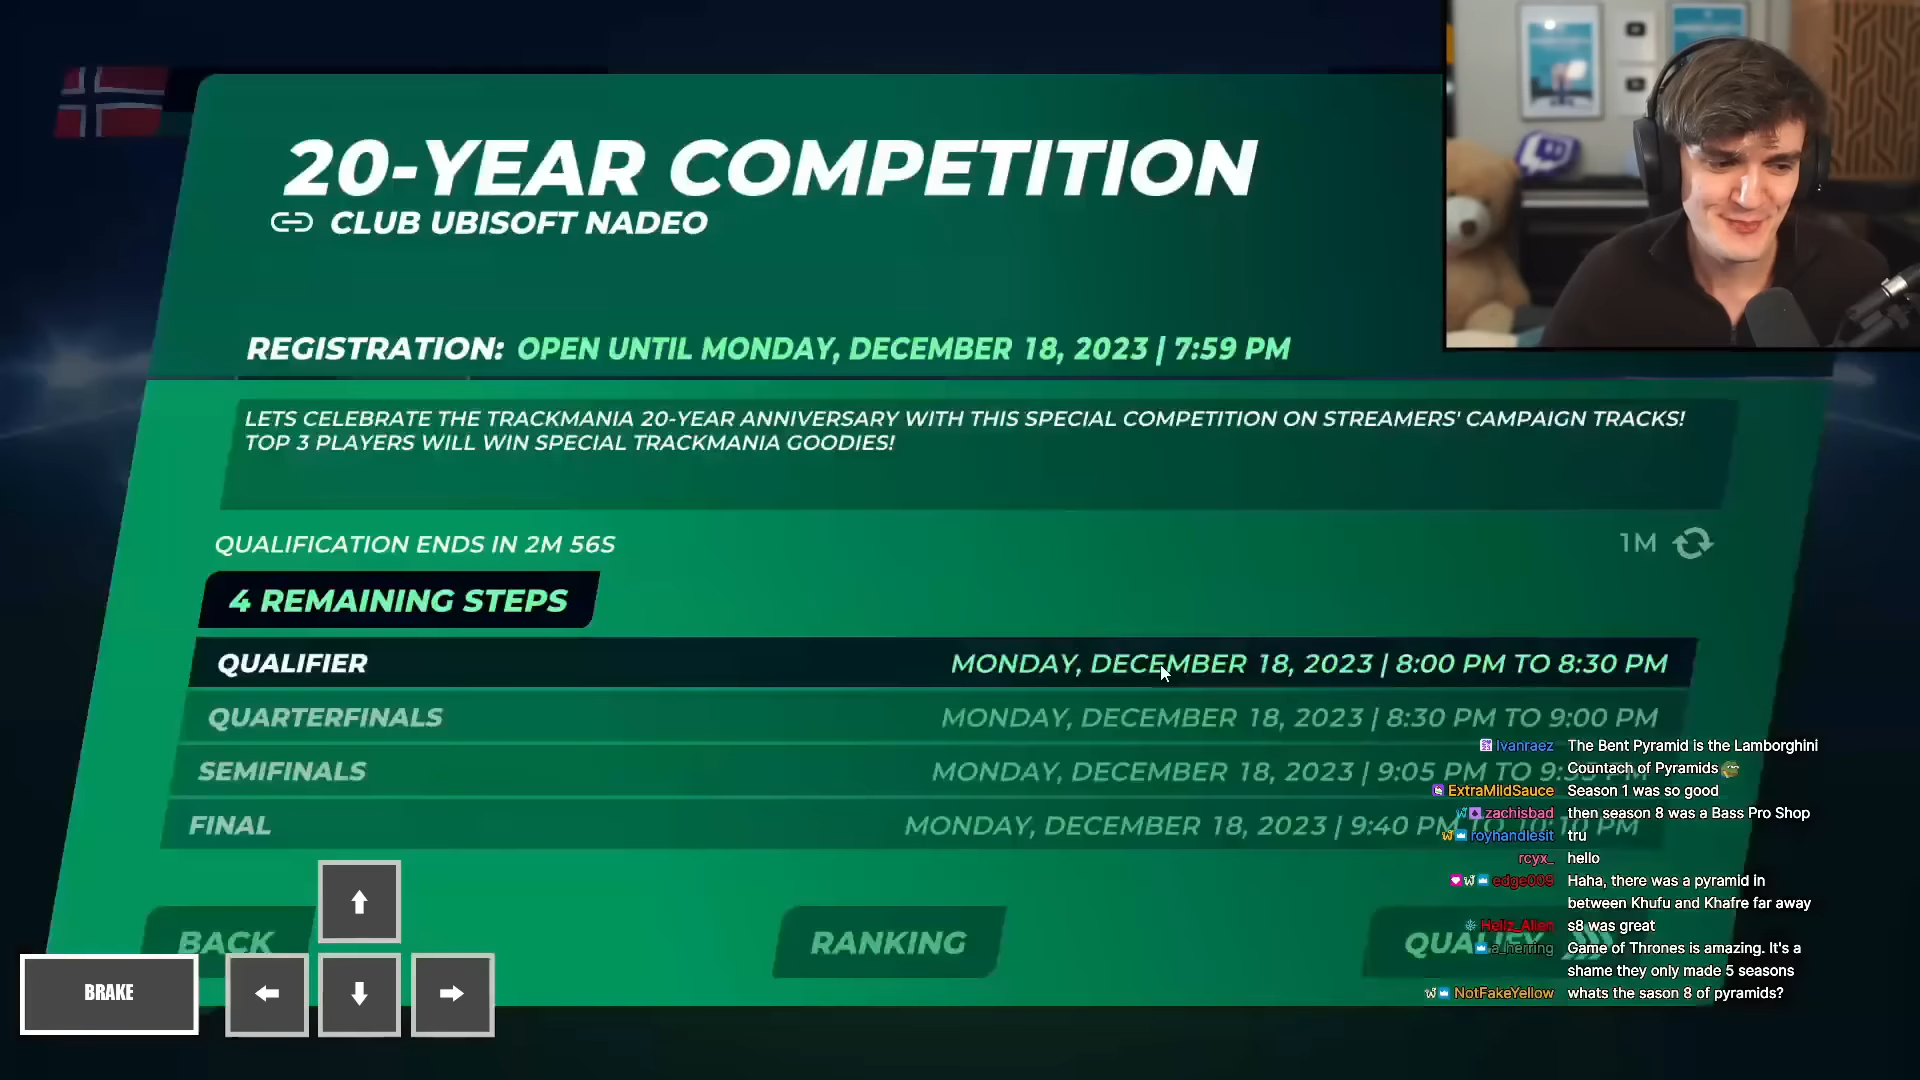 20-YEAR COMPETITION
CLUB UBISOFT NADEO
REGISTRATION: OPEN UNTIL MONDAY, DECEMBER 18, 2023 | 7:59 PM
LETS CELEBRATE THE TRACKMANIA 20-YEAR ANNIVERSARY WITH THIS SPECIAL COMPETITION ON STREAMERS' CAMPAIGN TRACKS!
TOP 3 PLAYERS WILL WIN SPECIAL TRACKMANIA GOODIES!
QUALIFICATION ENDS IN 2M 56S
1M
4 REMAINING STEPS
QUALIFIER MONDAY, DECEMBER 18, 2023 | 8:00 PM TO 8:30 PM
QUARTERFINALS MONDAY, DECEMBER 18, 2023 | 8:30 PM TO 9:00 PM
SEMIFINALS MONDAY, DECEMBER 18, 2023 | 9:05 PM TO
FINAL MONDAY, DECEMBER 18, 2023 | 9:40 PM TO 10:10 PM
Ivanraez The Bent Pyramid is the Lamborghini
Countach of Pyramids
ExtraMildSauce Season 1 was so good
zachisbad then season 8 was a Bass Pro Shop
royhandlesit tru
rcyx_ hello
edge009 Haha, there was a pyramid in
between Khufu and Khafre far away
Hellz_Alien s8 was great
a_herring Game of Thrones is amazing. It's a
shame they only made 5 seasons
NotFakeYellow whats the sason 8 of pyramids?
BACK
RANKING
QUALIFY
BRAKE